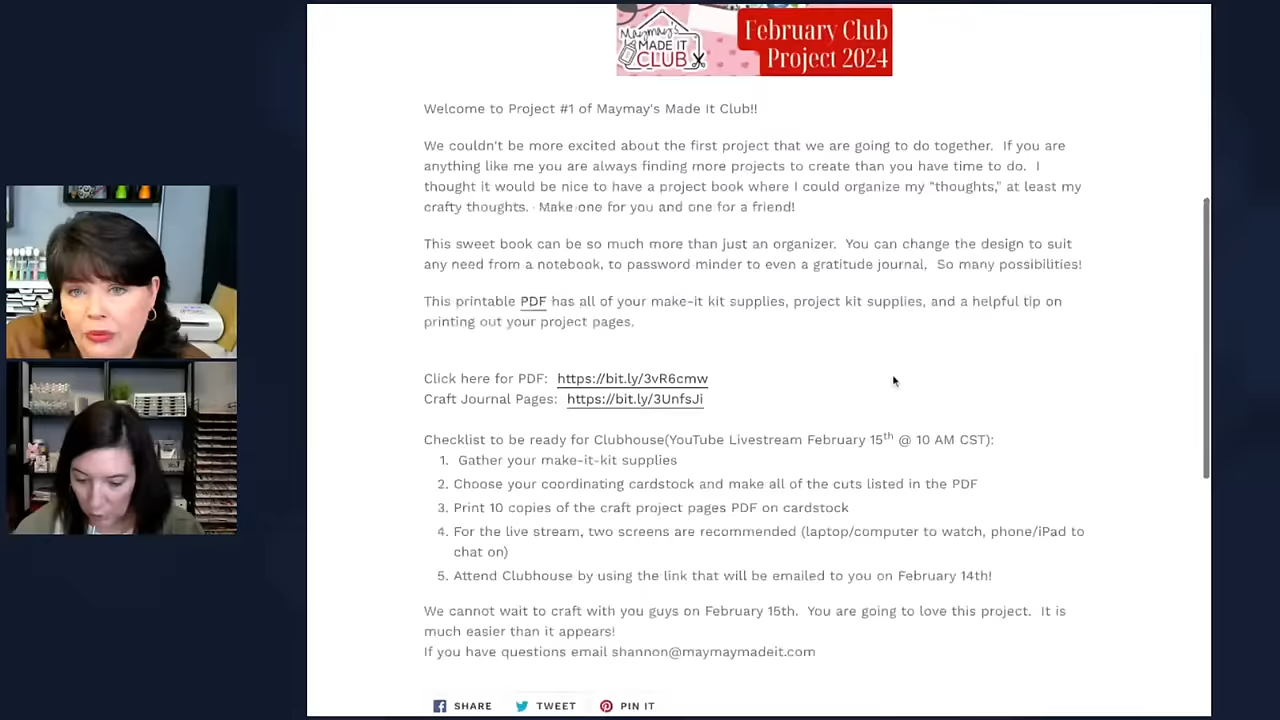 Maymay's
MADE IT
CLUB
February Club
Project 2024
Welcome to Project #1 of Maymay's Made It Club!!
We couldn't be more excited about the first project that we are going to do together. If you are
anything like me you are always finding more projects to create than you have time to do. I
thought it would be nice to have a project book where I could organize my "thoughts," at least my
crafty thoughts. Make one for you and one for a friend!
This sweet book can be so much more than just an organizer. You can change the design to suit
any need from a notebook, to password minder to even a gratitude journal. So many possibilities!
This printable PDF has all of your make-it kit supplies, project kit supplies, and a helpful tip on
printing out your project pages.
Click here for PDF: https://bit.ly/3vR6cmw
Craft Journal Pages: https://bit.ly/3UnfsJi
Checklist to be ready for Clubhouse(YouTube Livestream February 15th @ 10 AM CST):
1. Gather your make-it-kit supplies
2. Choose your coordinating cardstock and make all of the cuts listed in the PDF
3. Print 10 copies of the craft project pages PDF on cardstock
4. For the live stream, two screens are recommended (laptop/computer to watch, phone/iPad to
chat on)
5. Attend Clubhouse by using the link that will be emailed to you on February 14th!
We cannot wait to craft with you guys on February 15th. You are going to love this project. It is
much easier than it appears!
If you have questions email shannon@maymaymadeit.com
SHARE TWEET PIN IT